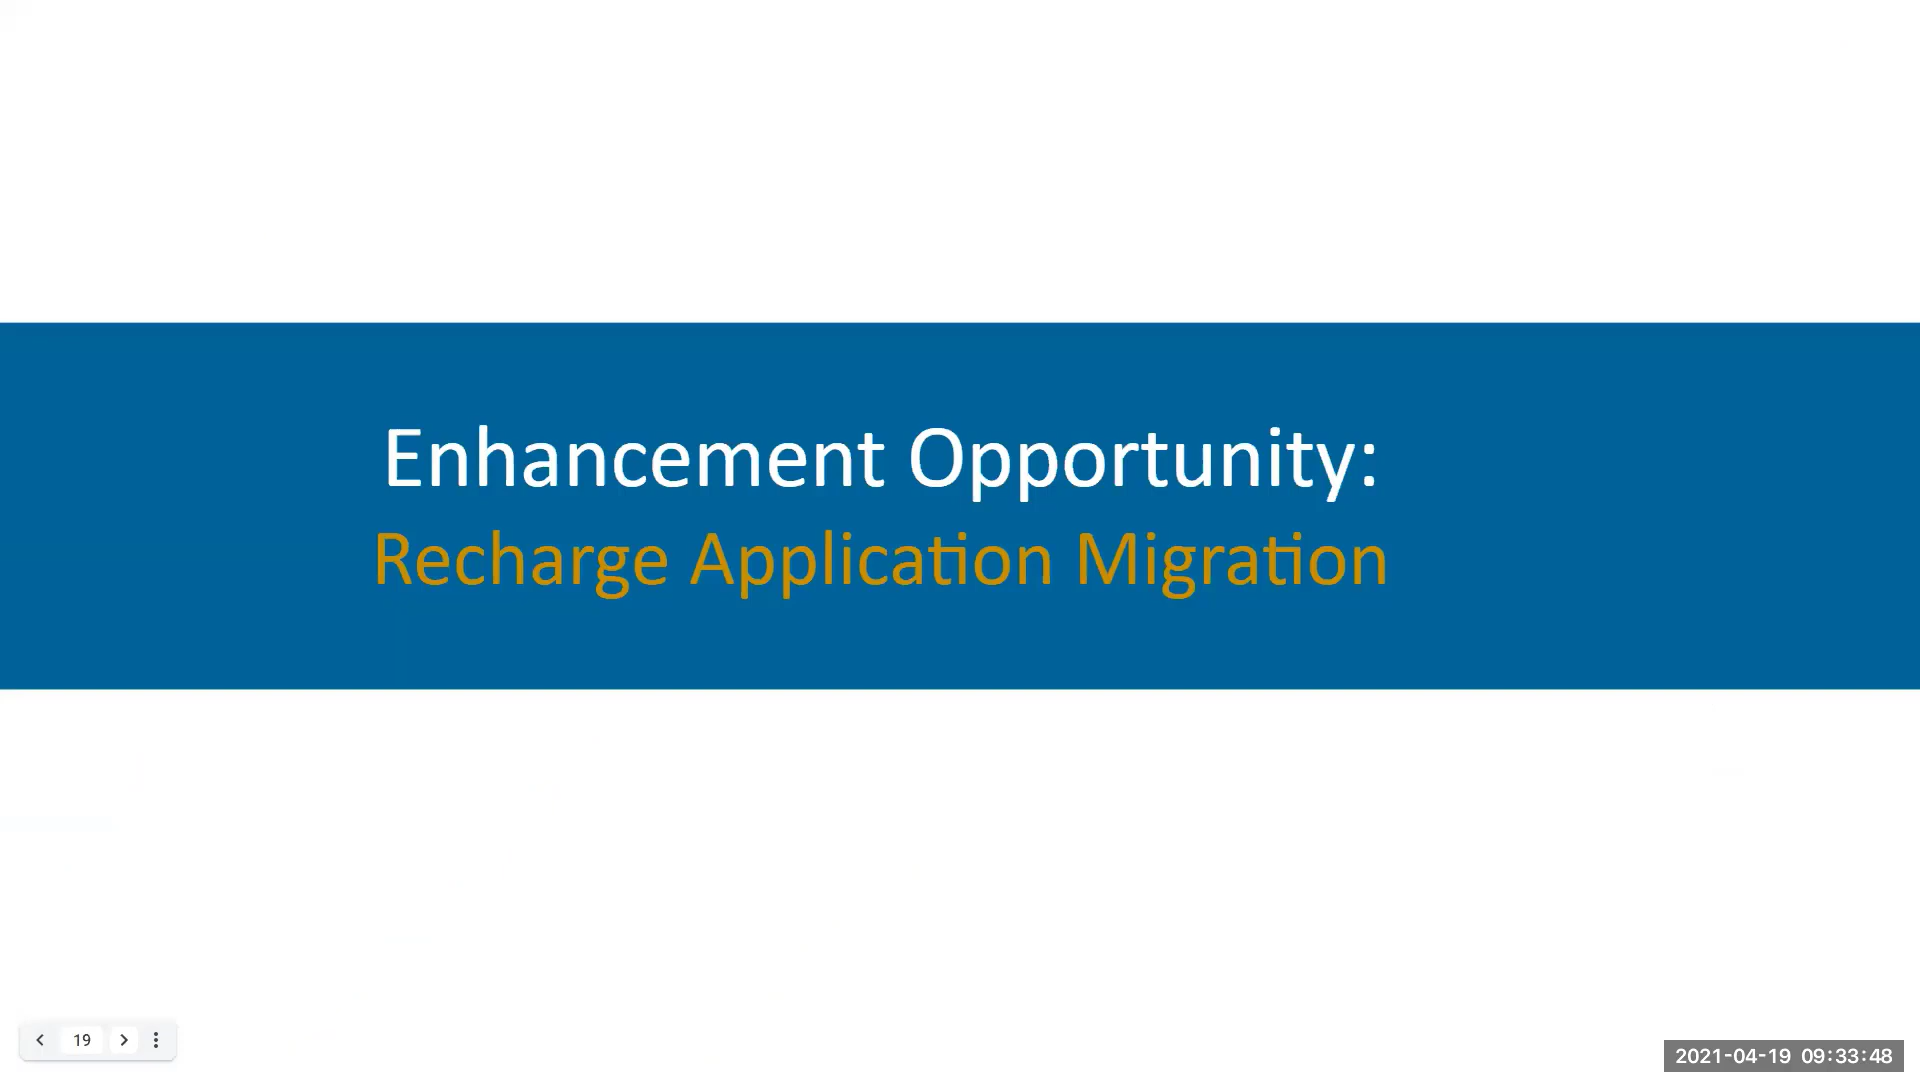 Enhancement Opportunity:
Recharge Application Migration
19
2021-04-19 09:33:48